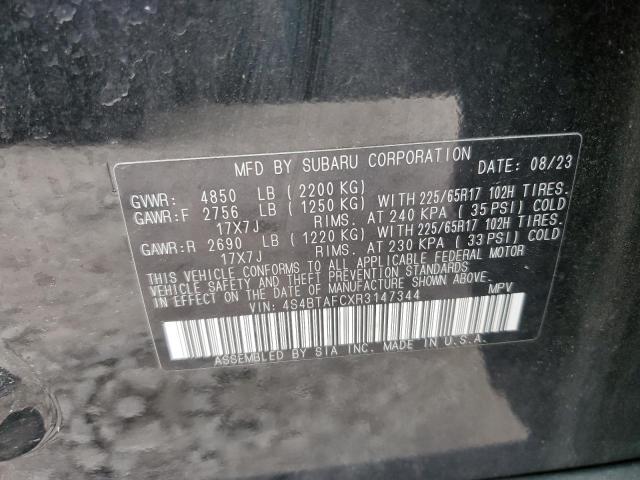 MFD BY SUBARU CORPORATION DATE: 08/23
GVWR: 4850 LB (2200 KG)
GAWR:F 2756 LB (1250 KG) WITH 225/65R17 102H TIRES.
17X7J RIMS. AT 240 KPA (35 PSI) COLD
GAWR:R 2690 LB (1220 KG) WITH 225/65R17 102H TIRES.
17X7J RIMS. AT 230 KPA (33 PSI) COLD
THIS VEHICLE CONFORMS TO ALL APPLICABLE FEDERAL MOTOR
VEHICLE SAFETY AND THEFT PREVENTION STANDARDS
IN EFFECT ON THE DATE OF MANUFACTURE SHOWN ABOVE.
VIN: 4S4BTAFCXR3147344 MPV
ASSEMBLED BY SIA INC. MADE IN U.S.A.